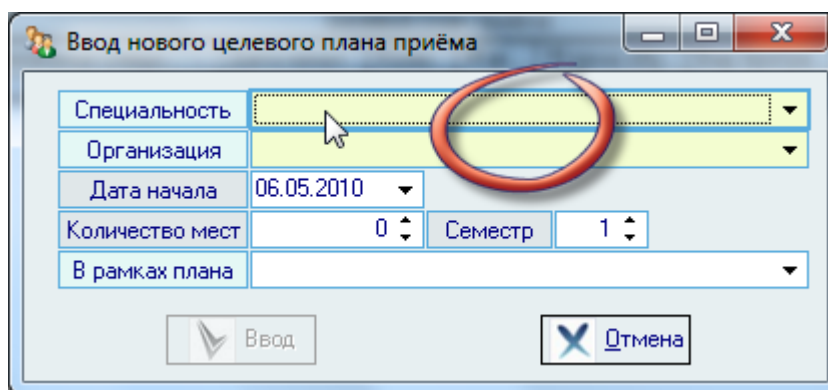 Ввод нового целевого плана приёма
Специальность
Организация
Дата начала 06.05.2010
Количество мест 0 Семестр 1
В рамках плана
Ввод Отмена